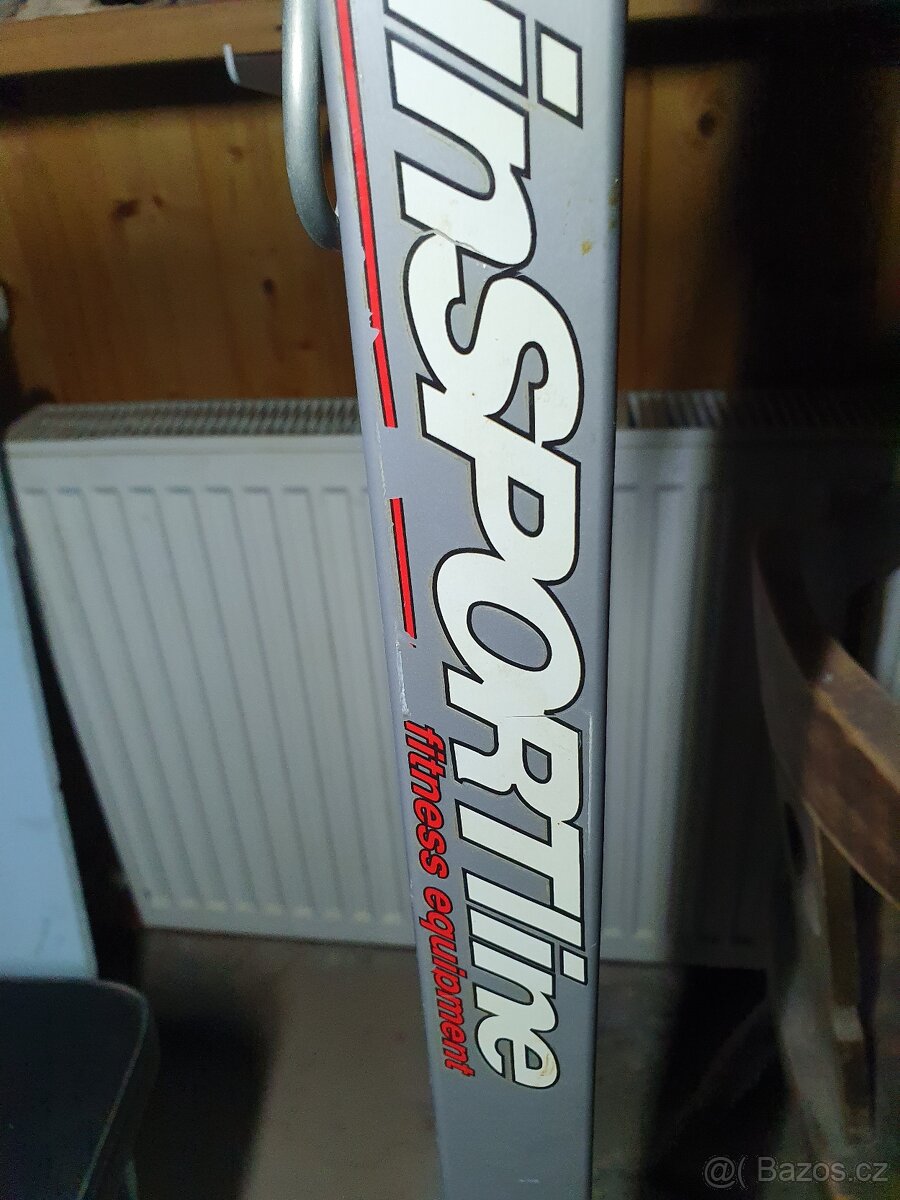 inSPORTline
fitness equipment
@( Bazos.cz